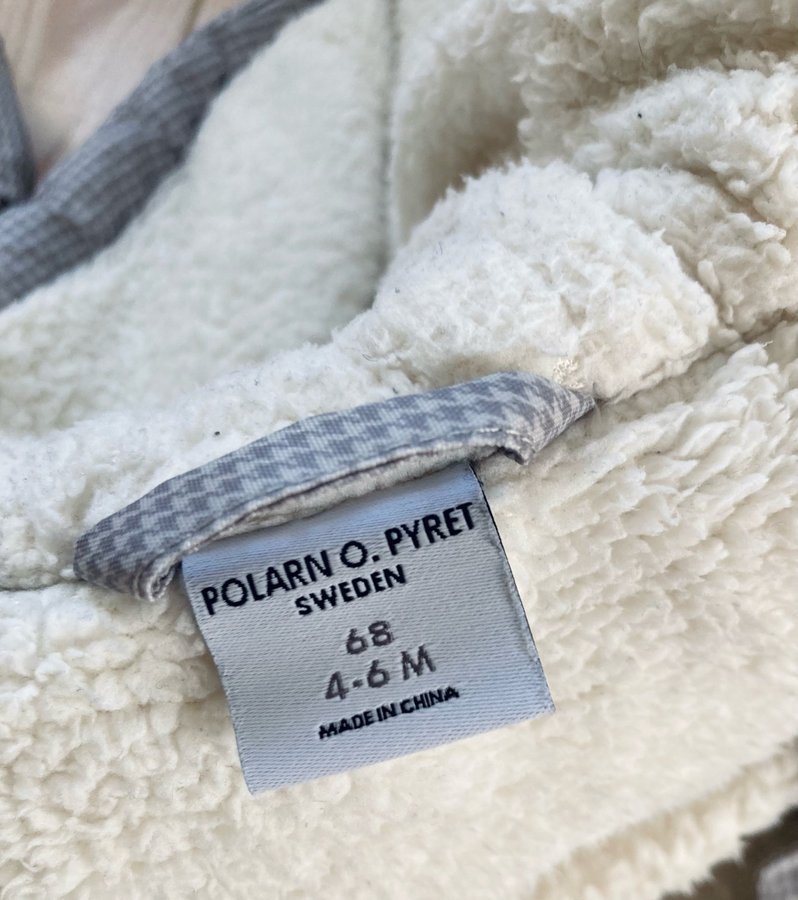 POLARN O. PYRET
SWEDEN
68
4-6 M
MADE IN CHINA